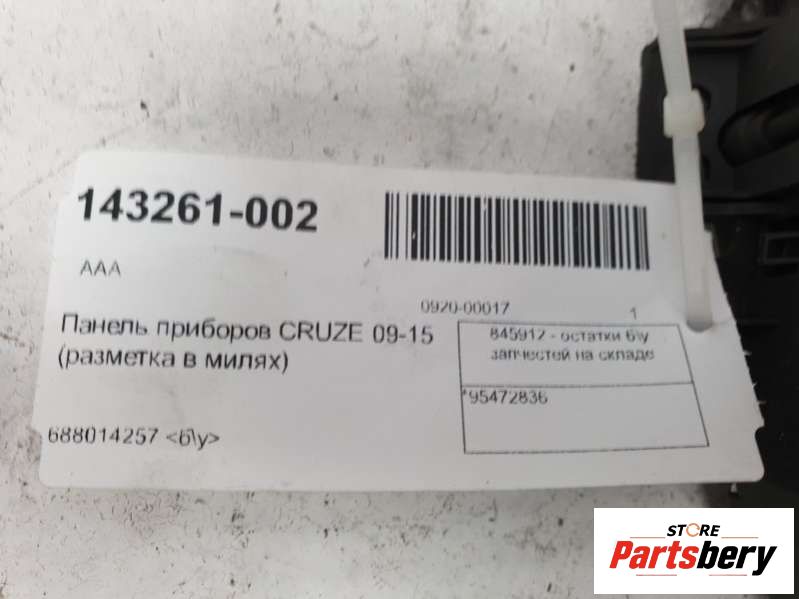 143261-002
AAA
0920-00017 1
Панель приборов CRUZE 09-15
(разметка в милях)
845912 - остатки б\у
запчестей на складе
*95472836
688014257 <б\у>
STORE
Partsbery